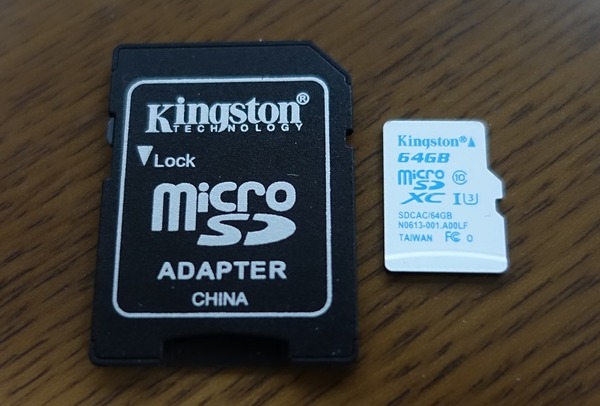 Kingston®
TECHNOLOGY
Lock
Micro
SD
ADAPTER
CHINA
Kingston®
64GB
Micro
SD
XC I U3
10
SDCAC/64GB
N0613-001.A00LF
TAIWAN FC